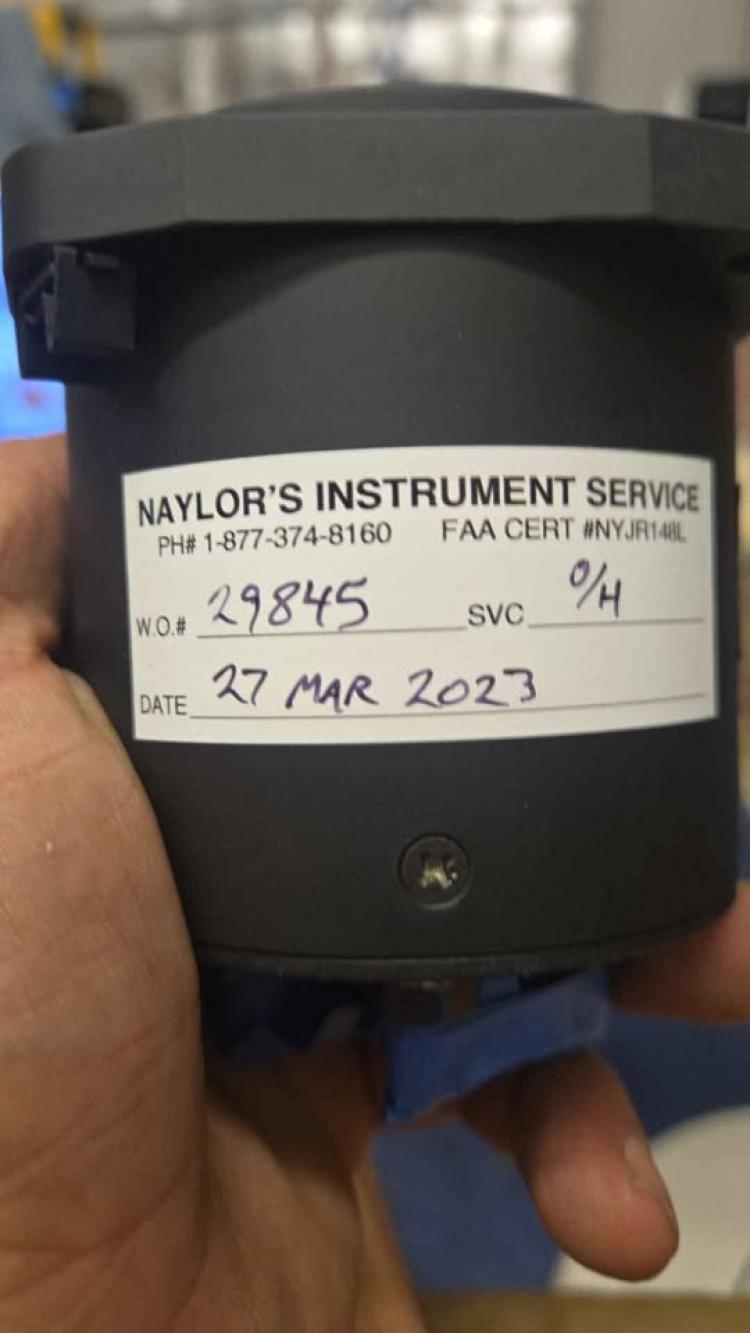 NAYLOR'S INSTRUMENT SERVICE
PH# 1-877-374-8160 FAA CERT #NYJR148L
W.O.# 29845 SVC O/H
DATE 27 MAR 2023